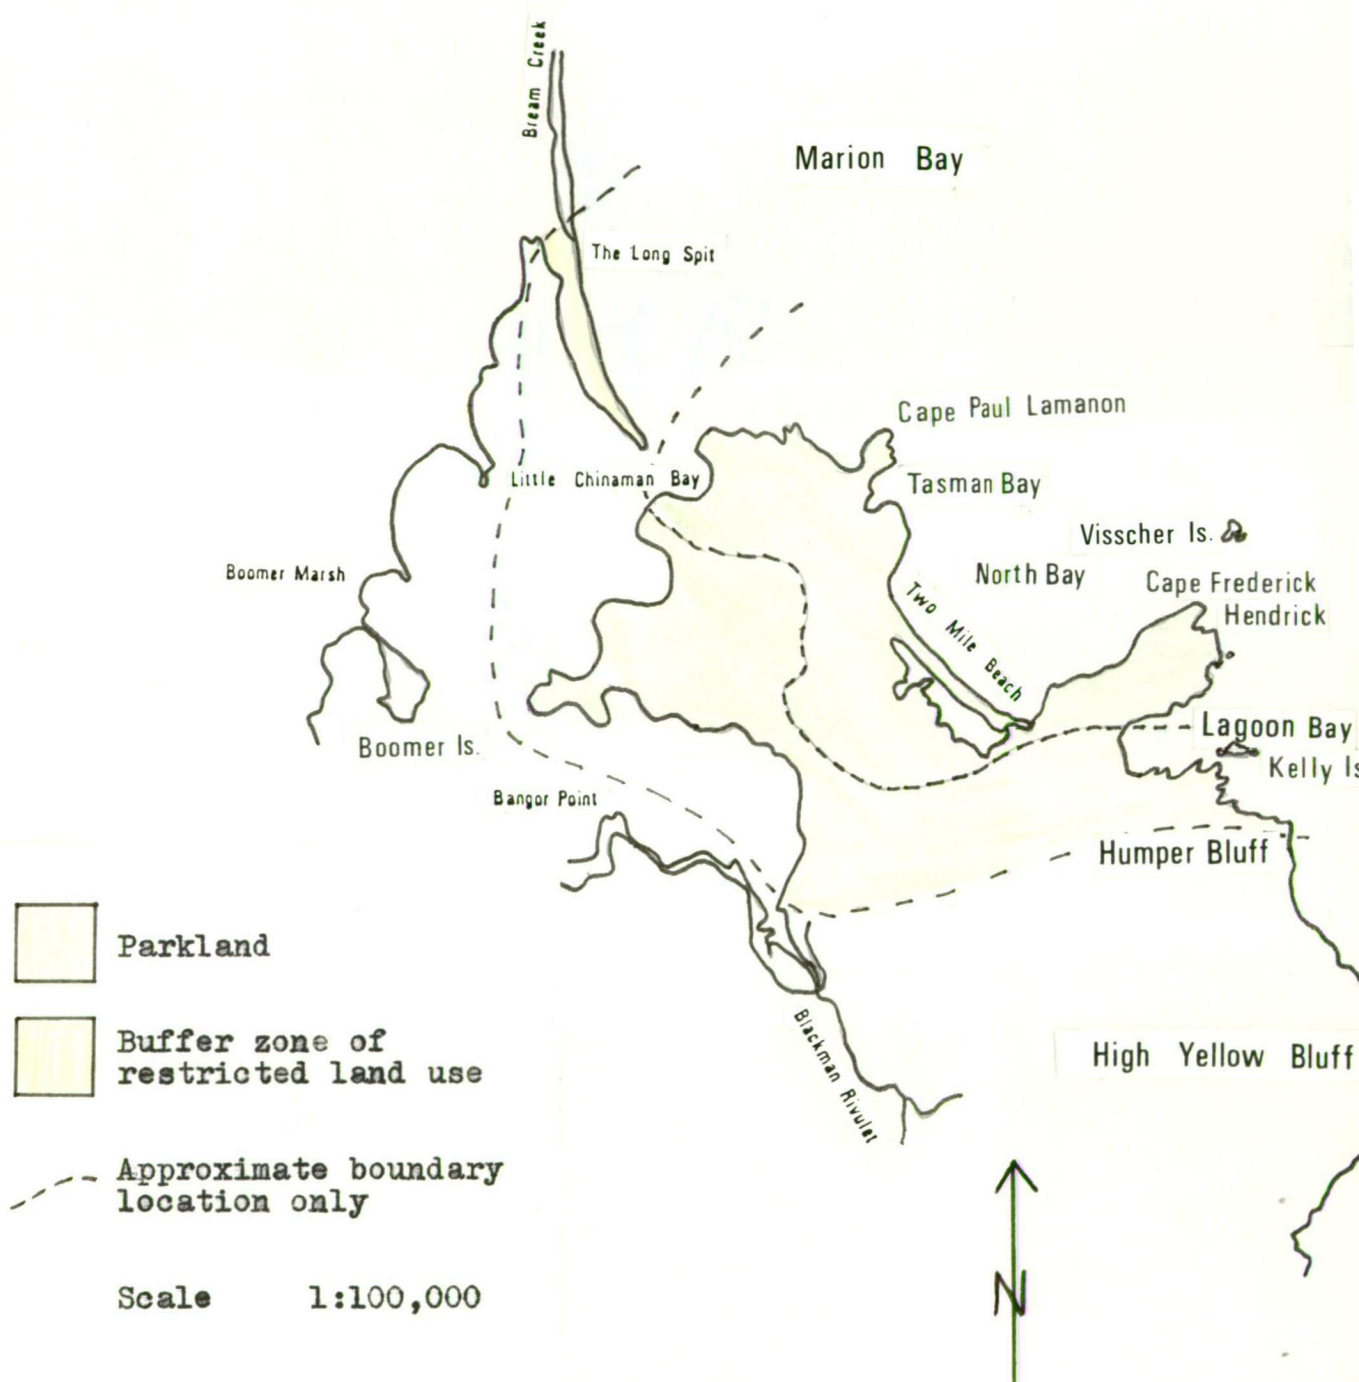 Bream Creek
Marion Bay
The Long Spit
Cape Paul Lamanon
Little Chinaman Bay
Tasman Bay
Visscher Is.
Boomer Marsh
North Bay
Cape Frederick
Hendrick
Two Mile Beach
Lagoon Bay
Boomer Is.
Kelly Is
Bangor Point
Humper Bluff
Parkland
Buffer zone of
restricted land use
Blackman Rivulet
High Yellow Bluff
Approximate boundary
location only
Scale 1:100,000
N